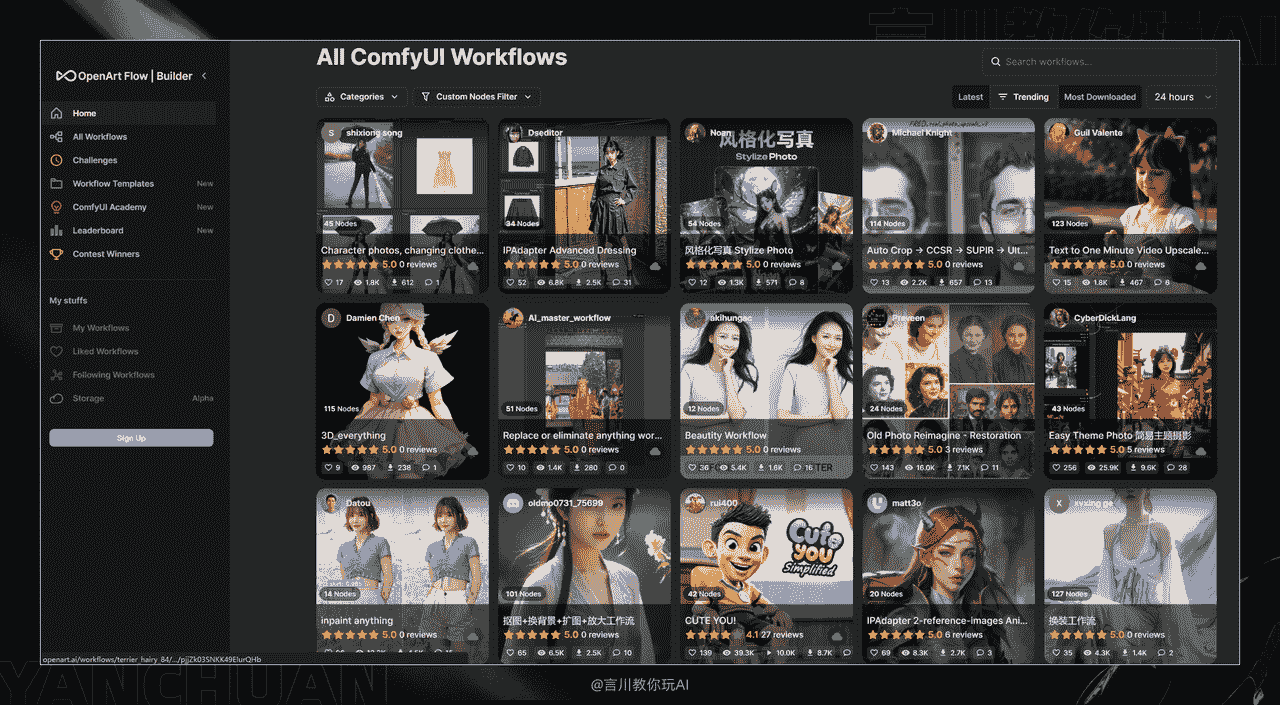 言川教你玩AI
All ComfyUI Workflows
Search workflows...
OpenArt Flow | Builder
Categories
Custom Nodes Filter
Latest
Trending
Most Downloaded
24 hours
Home
All Workflows
Challenges
Workflow Templates New
ComfyUI Academy New
Leaderboard New
Contest Winners
My stuffs
My Workflows
Liked Workflows
Following Workflows
Storage Alpha
Sign Up
S shixiong song
45 Nodes
Character photos, changing clothe...
5.0 0 reviews
17 1.8K 612 1
Dseditor
34 Nodes
IPAdapter Advanced Dressing
5.0 0 reviews
52 6.8K 2.5K 31
Noan
风格化写真
Stylize Photo
54 Nodes
风格化写真 Stylize Photo
5.0 0 reviews
12 1.3K 571 8
Michael Knight
114 Nodes
Auto Crop → CCSR → SUPIR → Ult...
5.0 0 reviews
13 2.2K 657 13
Guil Valente
123 Nodes
Text to One Minute Video Upscale...
5.0 0 reviews
15 1.8K 467 6
D Damien Chen
115 Nodes
3D_everything
5.0 0 reviews
9 987 238 1
AI_master_workflow
51 Nodes
Replace or eliminate anything wor...
5.0 0 reviews
10 1.4K 280 0
akihungac
12 Nodes
Beautity Workflow
5.0 0 reviews
36 5.4K 1.6K 16
Praveen
24 Nodes
Old Photo Reimagine - Restoration
5.0 3 reviews
143 16.0K 7.1K 11
CyberDickLang
43 Nodes
Easy Theme Photo 简易主题摄影
5.0 5 reviews
256 25.9K 9.6K 28
Datou
14 Nodes
inpaint anything
5.0 0 reviews
oldmo0731_75699
101 Nodes
抠图+换背景+扩图+放大工作流
5.0 0 reviews
65 6.5K 2.5K 10
rui400
Cute YOU Simplified
42 Nodes
CUTE YOU!
4.1 27 reviews
139 39.3K 10.0K 8.7K
matt3o
20 Nodes
IPAdapter 2-reference-images Ani...
5.0 6 reviews
69 8.3K 2.7K 3
X
127 Nodes
换装工作流
5.0 0 reviews
35 4.3K 1.4K 2
YANCHUAN
@言川教你玩AI